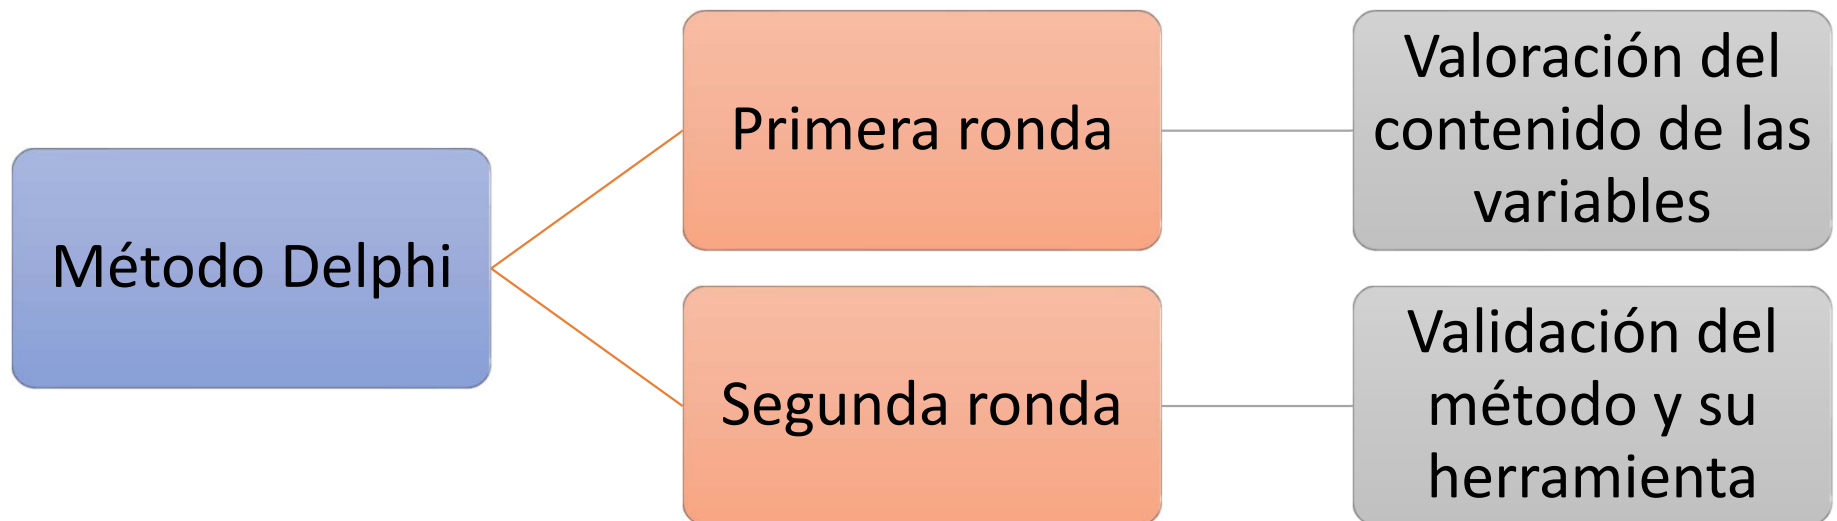 Método Delphi
Primera ronda
Valoración del
contenido de las
variables
Segunda ronda
Validación del
método y su
herramienta